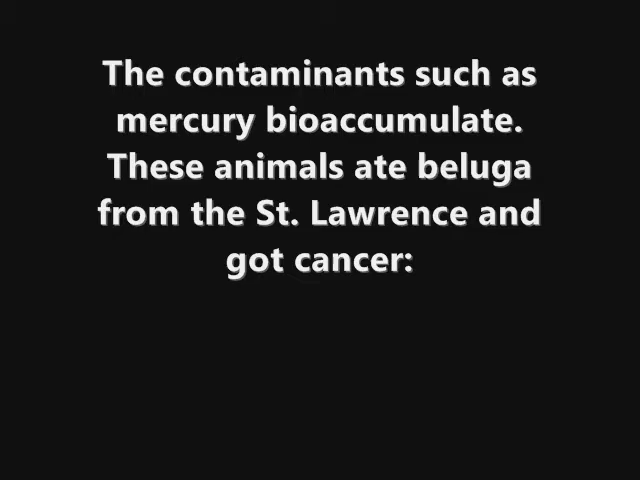 The contaminants such as
mercury bioaccumulate.
These animals ate beluga
from the St. Lawrence and
got cancer: